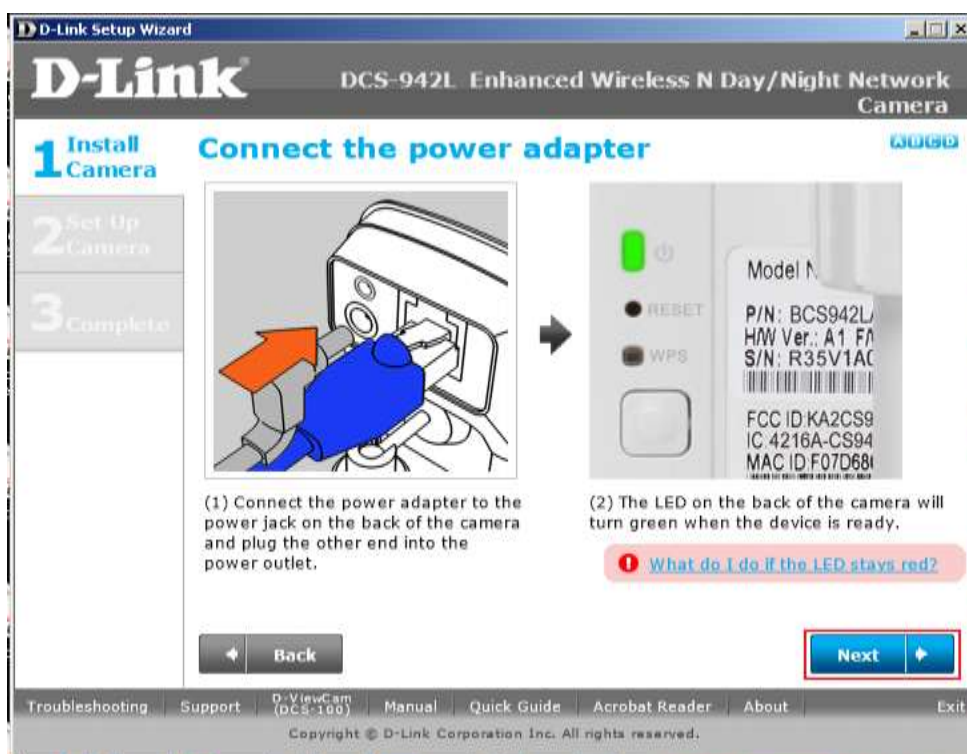 D-Link Setup Wizard
D-Link
DCS-942L Enhanced Wireless N Day/Night Network
Camera
1 Install
Camera
2 Set Up
Camera
3 Complete
Connect the power adapter
A B C D
RESET
WPS
Model N
P/N: BCS942L/
H/W Ver.: A1 F/
S/N: R35V1A
FCC ID:KA2CS9
IC:4216A-CS94
MAC ID:F07D68
(1) Connect the power adapter to the
power jack on the back of the camera
and plug the other end into the
power outlet.
(2) The LED on the back of the camera will
turn green when the device is ready.
What do I do if the LED stays red?
Back
Next
Troubleshooting
Support
D-ViewCam
(DCS-100)
Manual
Quick Guide
Acrobat Reader
About
Exit
Copyright © D-Link Corporation Inc. All rights reserved.